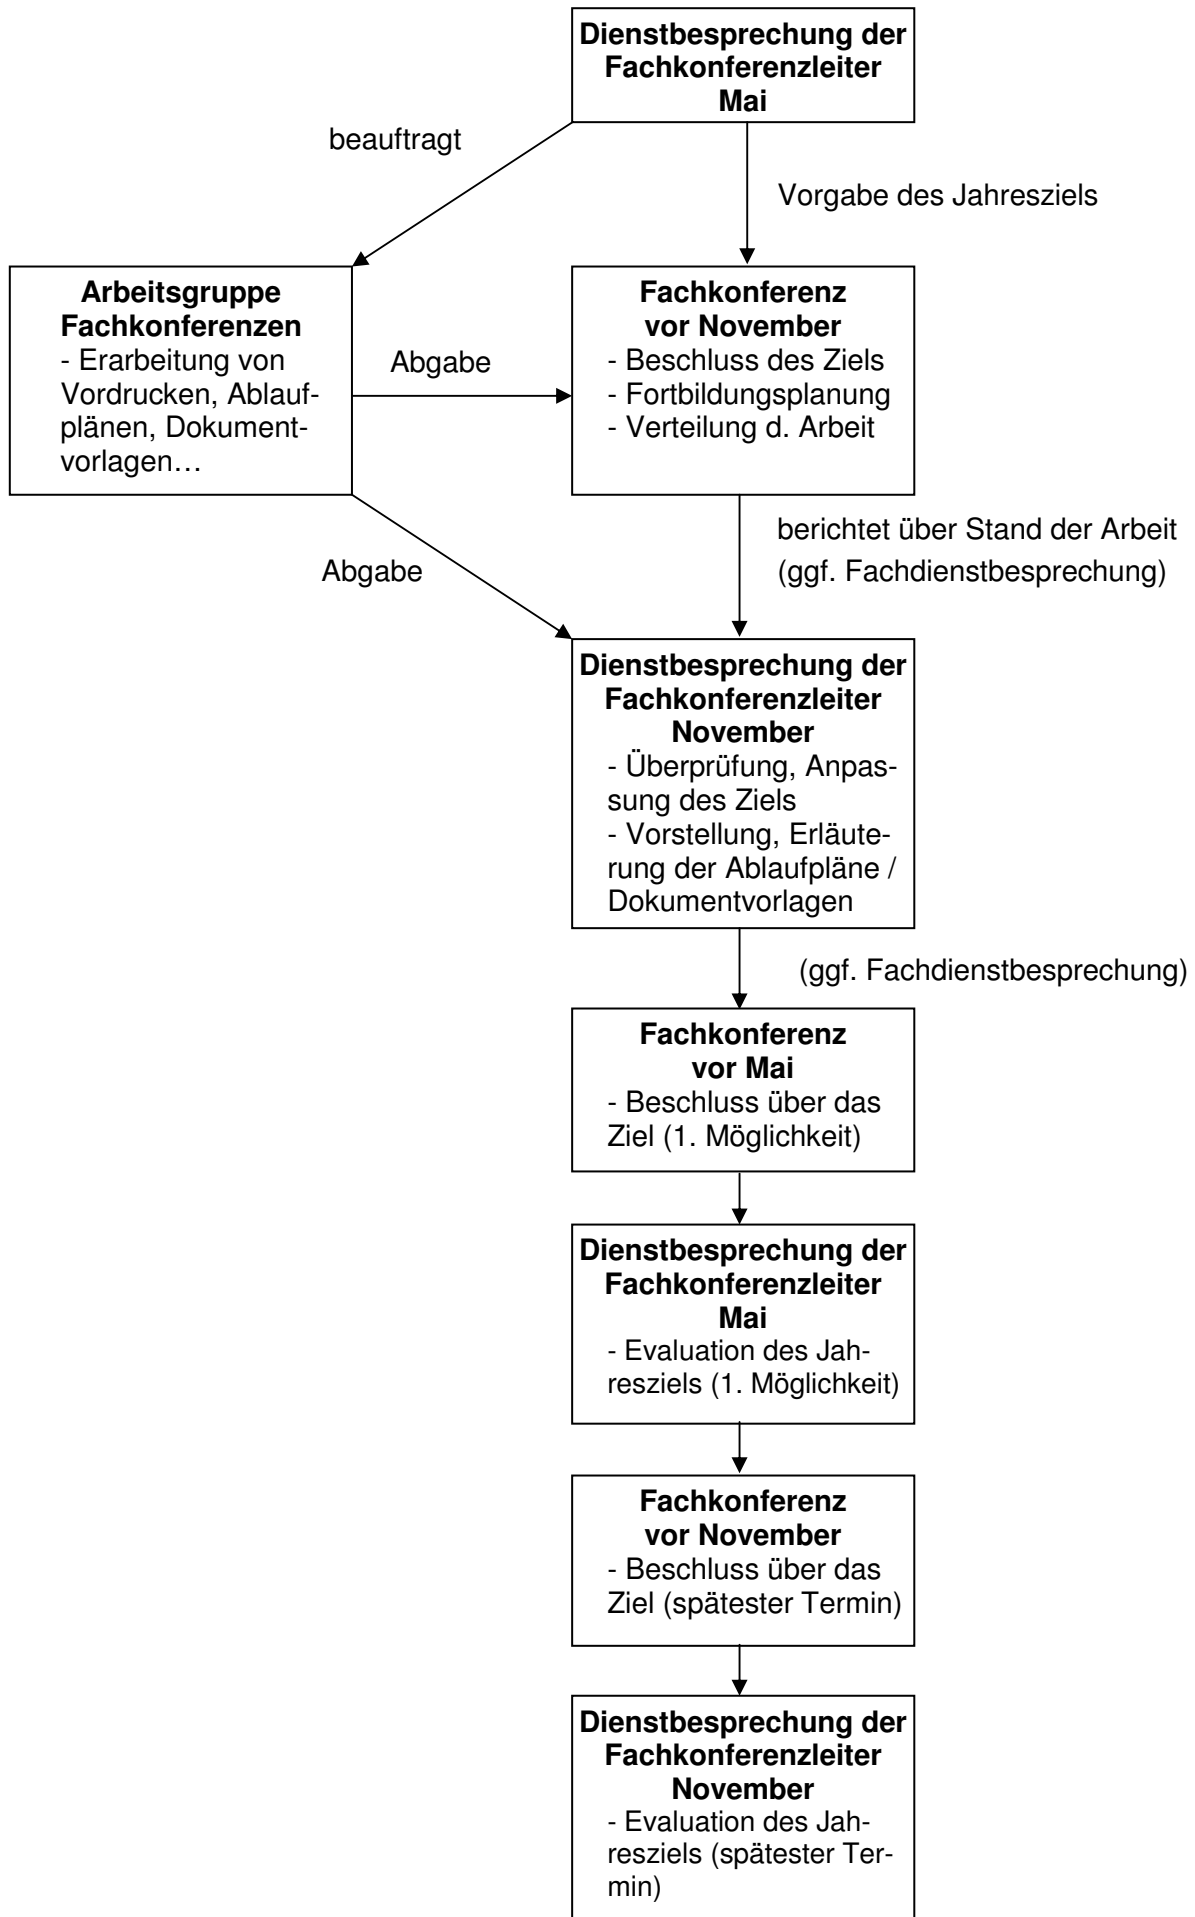 Dienstbesprechung der
Fachkonferenzleiter
Mai
beauftragt
Vorgabe des Jahresziels
Arbeitsgruppe
Fachkonferenzen
- Erarbeitung von
Vordrucken, Ablauf-
plänen, Dokument-
vorlagen…
Abgabe
Fachkonferenz
vor November
- Beschluss des Ziels
- Fortbildungsplanung
- Verteilung d. Arbeit
berichtet über Stand der Arbeit
(ggf. Fachdienstbesprechung)
Abgabe
Dienstbesprechung der
Fachkonferenzleiter
November
- Überprüfung, Anpas-
sung des Ziels
- Vorstellung, Erläute-
rung der Ablaufpläne /
Dokumentvorlagen
(ggf. Fachdienstbesprechung)
Fachkonferenz
vor Mai
- Beschluss über das
Ziel (1. Möglichkeit)
Dienstbesprechung der
Fachkonferenzleiter
Mai
- Evaluation des Jah-
resziels (1. Möglichkeit)
Fachkonferenz
vor November
- Beschluss über das
Ziel (spätester Termin)
Dienstbesprechung der
Fachkonferenzleiter
November
- Evaluation des Jah-
resziels (spätester Ter-
min)